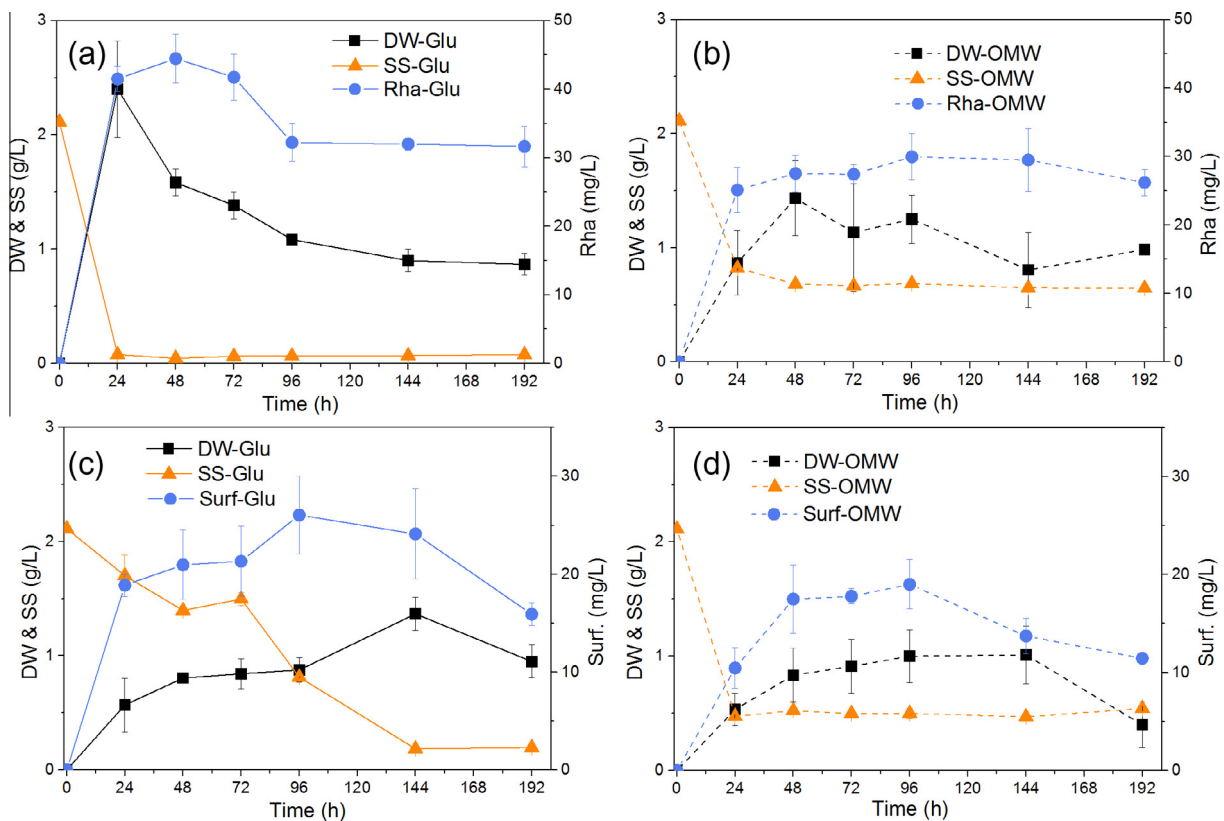 (a)
DW-Glu
SS-Glu
Rha-Glu
DW & SS (g/L)
3
2
1
0
Rha (mg/L)
50
40
30
20
10
0
0 24 48 72 96 120 144 168 192
Time (h)
(b)
DW-OMW
SS-OMW
Rha-OMW
DW & SS (g/L)
3
2
1
0
Rha (mg/L)
50
40
30
20
10
0
0 24 48 72 96 120 144 168 192
Time (h)
(c)
DW-Glu
SS-Glu
Surf-Glu
DW & SS (g/L)
3
2
1
0
Surf. (mg/L)
30
20
10
0
0 24 48 72 96 120 144 168 192
Time (h)
(d)
DW-OMW
SS-OMW
Surf-OMW
DW & SS (g/L)
3
2
1
0
Surf. (mg/L)
30
20
10
0
0 24 48 72 96 120 144 168 192
Time (h)